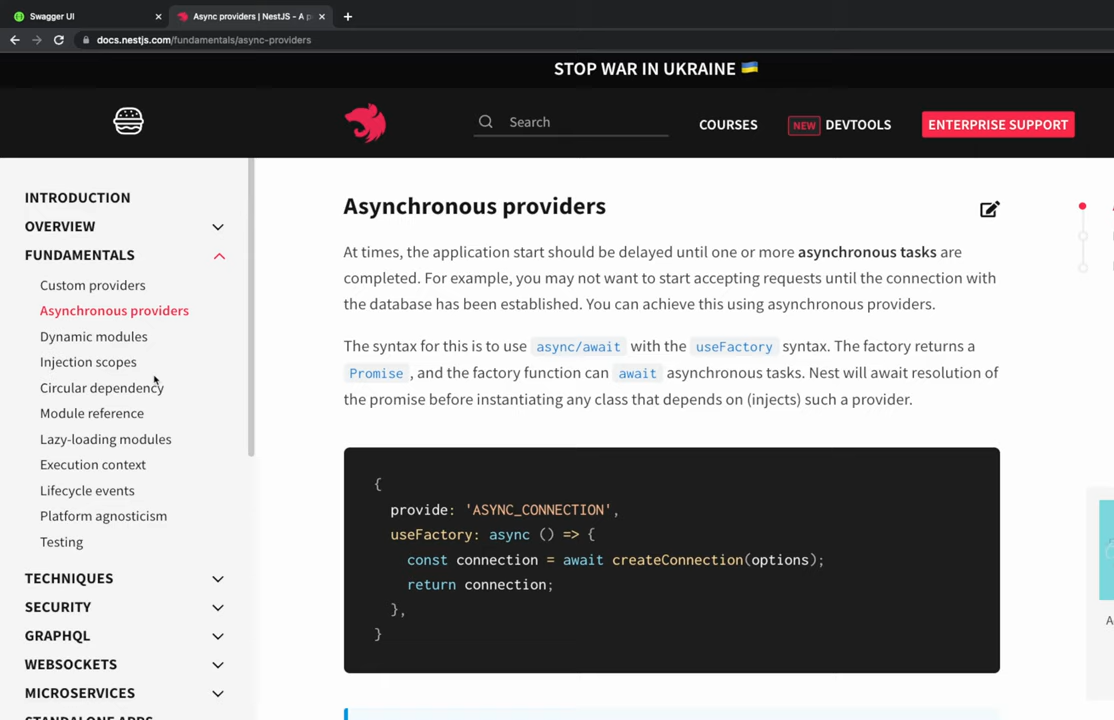 Swagger UI
Async providers | NestJS - A p
docs.nestjs.com/fundamentals/async-providers
STOP WAR IN UKRAINE 🇺🇦
Search
COURSES
NEW DEVTOOLS
ENTERPRISE SUPPORT
INTRODUCTION
OVERVIEW
FUNDAMENTALS
Custom providers
Asynchronous providers
Dynamic modules
Injection scopes
Circular dependency
Module reference
Lazy-loading modules
Execution context
Lifecycle events
Platform agnosticism
Testing
TECHNIQUES
SECURITY
GRAPHQL
WEBSOCKETS
MICROSERVICES
STANDALONE APPS
Asynchronous providers
At times, the application start should be delayed until one or more asynchronous tasks are
completed. For example, you may not want to start accepting requests until the connection with
the database has been established. You can achieve this using asynchronous providers.
The syntax for this is to use async/await with the useFactory syntax. The factory returns a
Promise, and the factory function can await asynchronous tasks. Nest will await resolution of
the promise before instantiating any class that depends on (injects) such a provider.
{
provide: 'ASYNC_CONNECTION',
useFactory: async () => {
const connection = await createConnection(options);
return connection;
},
}